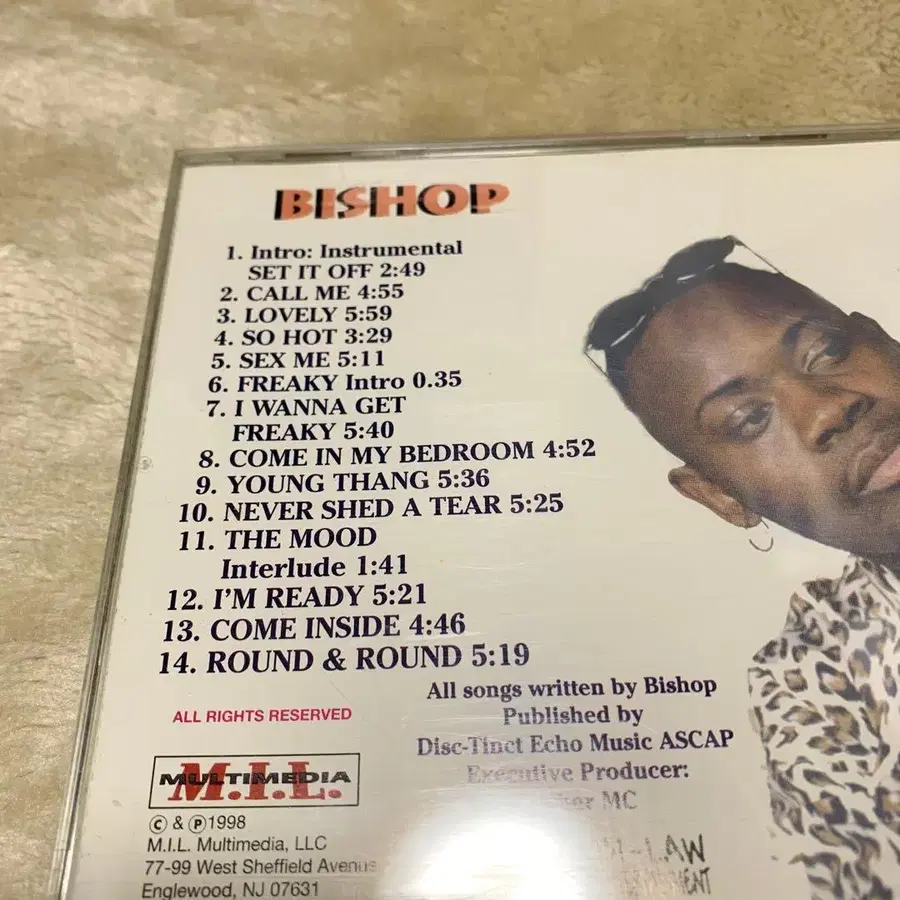 BISHOP
1. Intro: Instrumental
SET IT OFF 2:49
2. CALL ME 4:55
3. LOVELY 5:59
4. SO HOT 3:29
5. SEX ME 5:11
6. FREAKY Intro 0.35
7. I WANNA GET
FREAKY 5:40
8. COME IN MY BEDROOM 4:52
9. YOUNG THANG 5:36
10. NEVER SHED A TEAR 5:25
11. THE MOOD
Interlude 1:41
12. I'M READY 5:21
13. COME INSIDE 4:46
14. ROUND & ROUND 5:19
All songs written by Bishop
Published by
Disc-Tinct Echo Music ASCAP
Executive Producer:
MC
ALL RIGHTS RESERVED
MULTIMEDIA
M.I.L.
© & ℗1998
M.I.L. Multimedia, LLC
77-99 West Sheffield Avenue
Englewood, NJ 07631
LAW